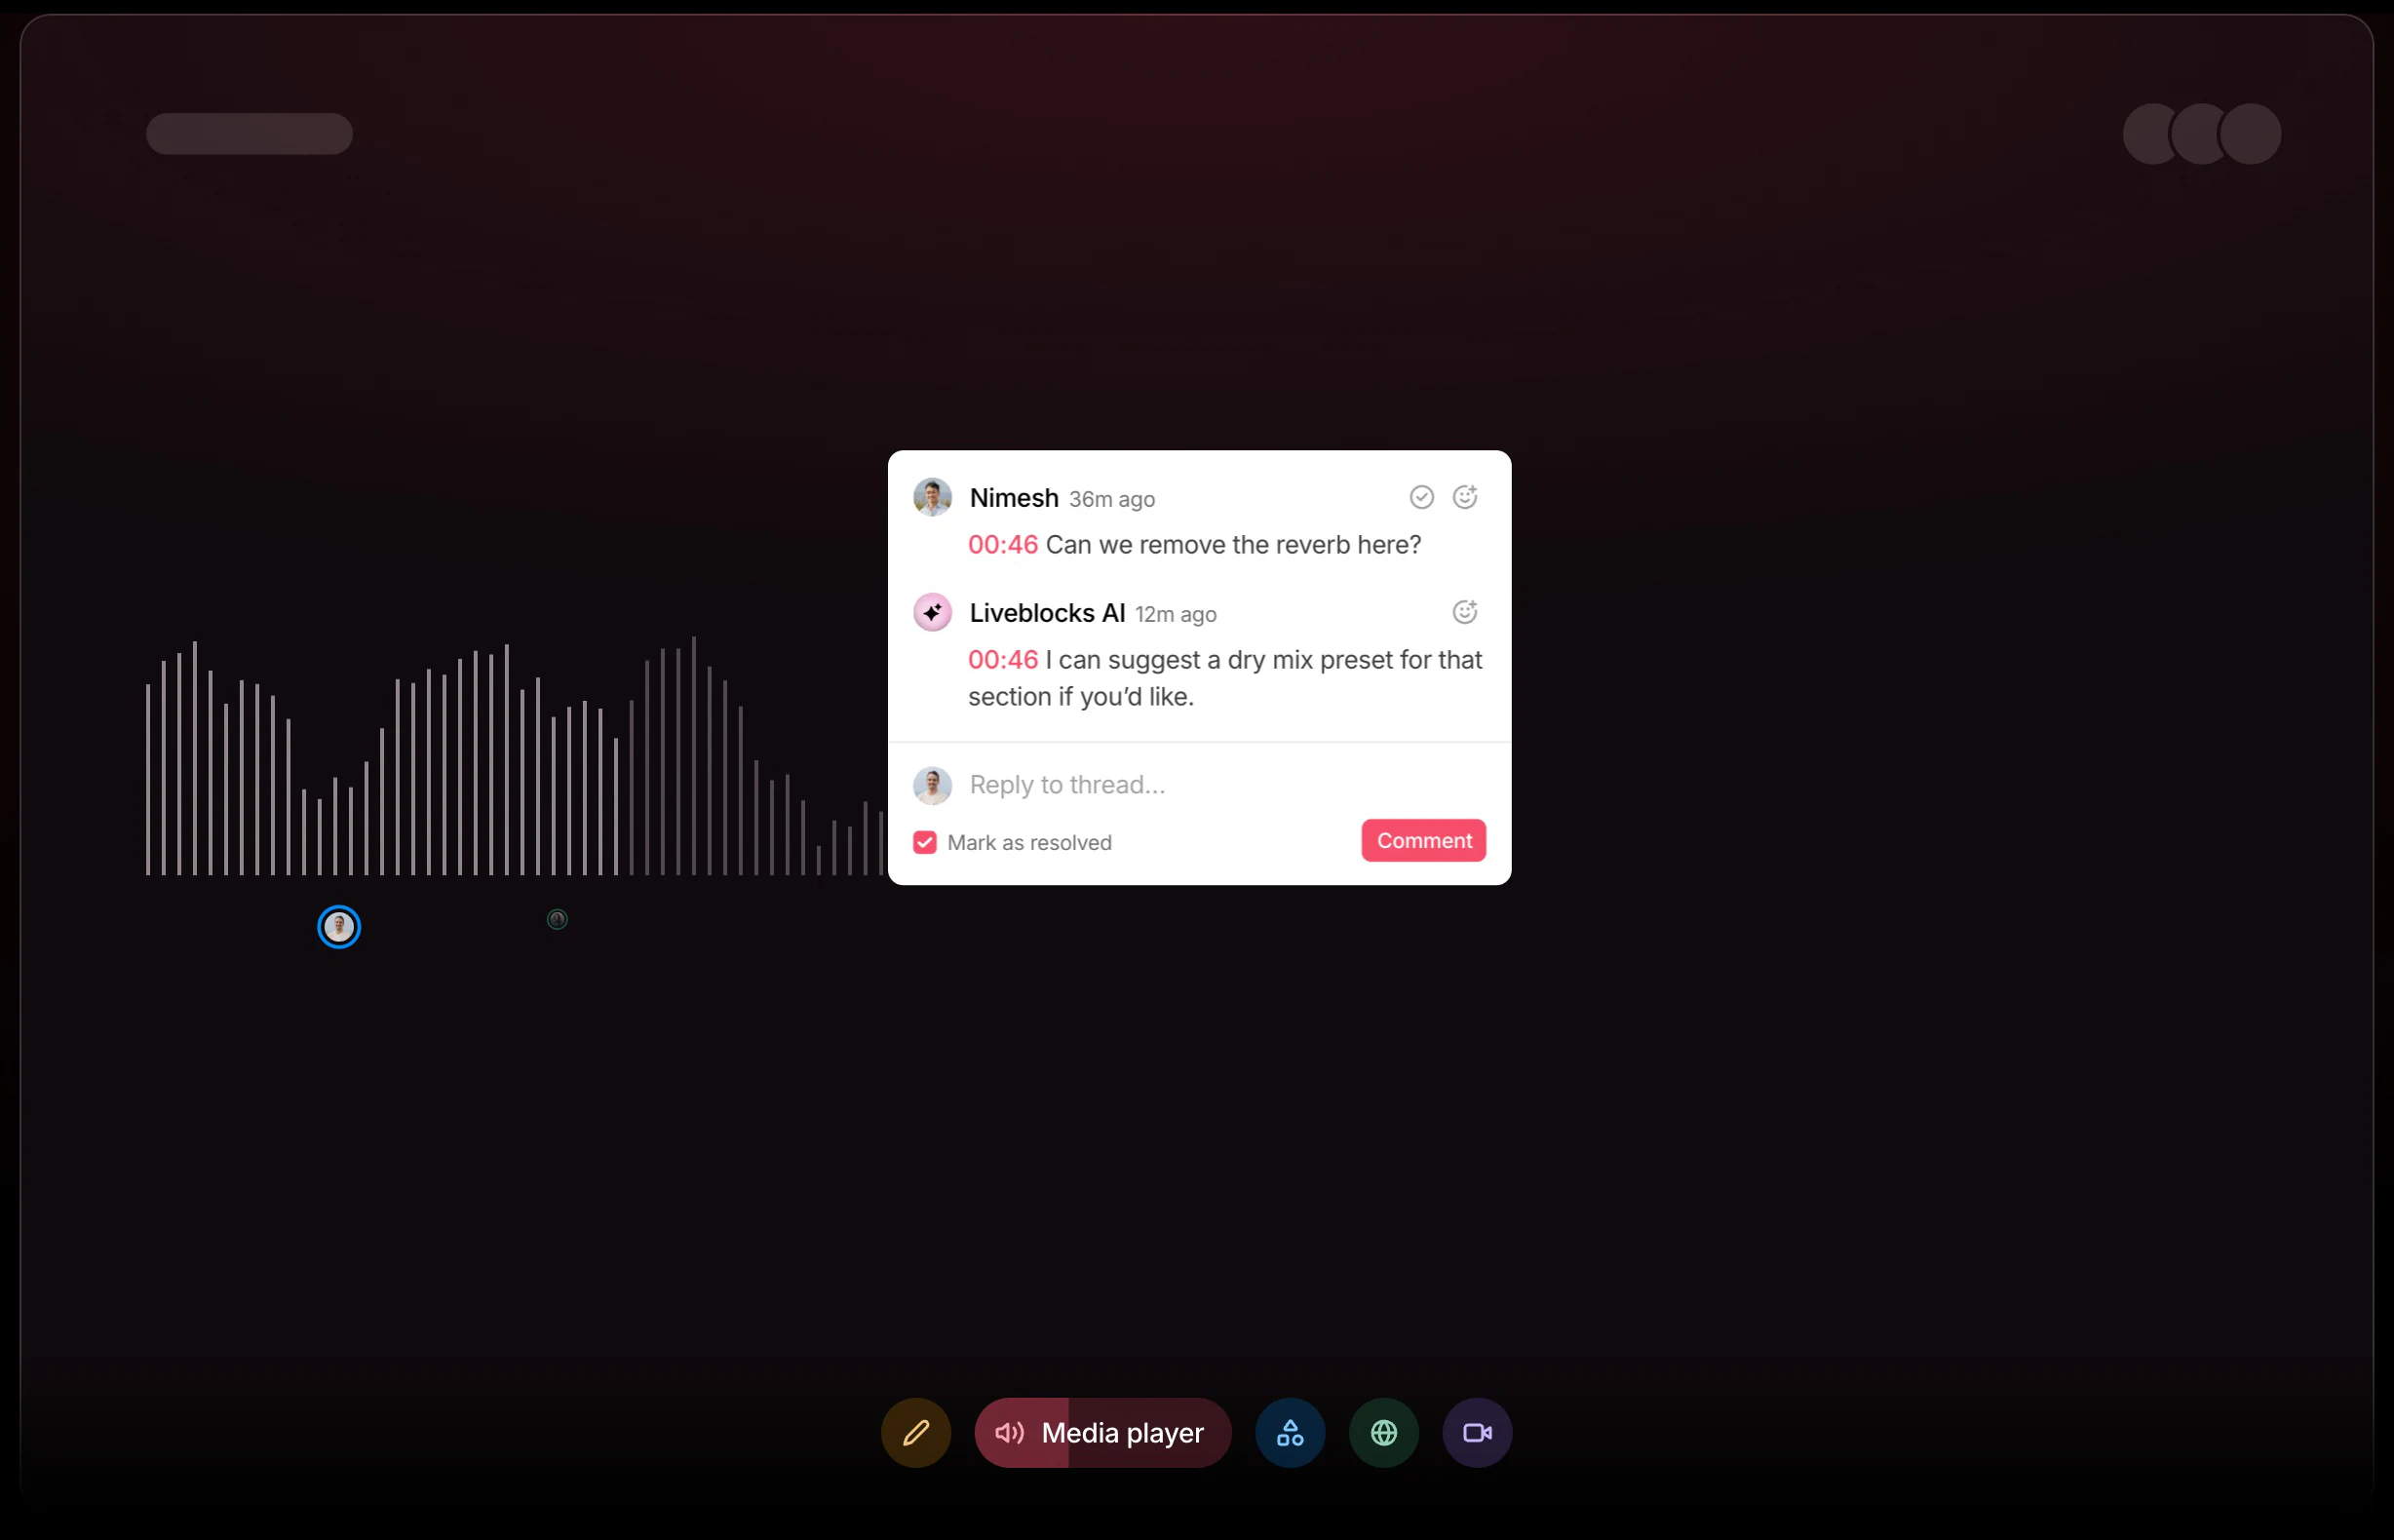 Nimesh 36m ago
00:46 Can we remove the reverb here?
Liveblocks AI 12m ago
00:46 I can suggest a dry mix preset for that
section if you’d like.
Reply to thread…
Mark as resolved
Comment
Media player